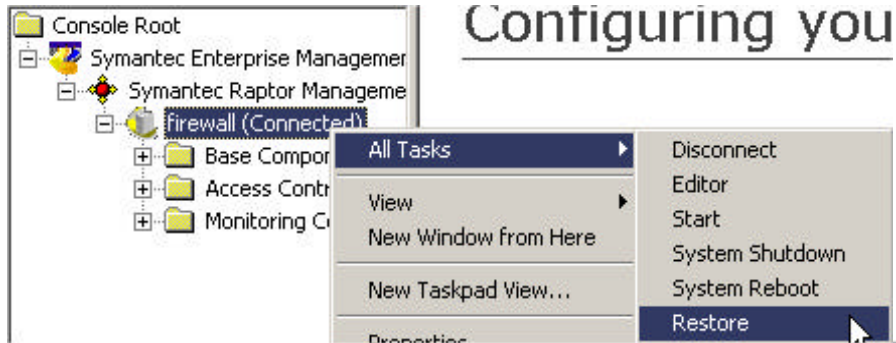 Console Root
Symantec Enterprise Managemer
Symantec Raptor Manageme
firewall (Connected)
Base Compor
Access Contr
Monitoring C
Configuring you
All Tasks
View
New Window from Here
New Taskpad View...
Properties
Disconnect
Editor
Start
System Shutdown
System Reboot
Restore